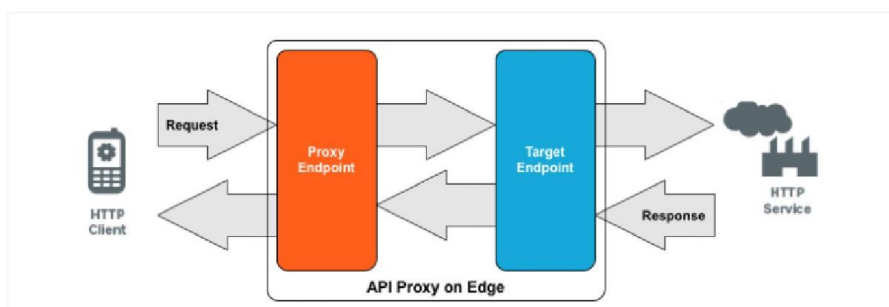 Request
Proxy
Endpoint
Target
Endpoint
HTTP
Client
Response
HTTP
Service
API Proxy on Edge